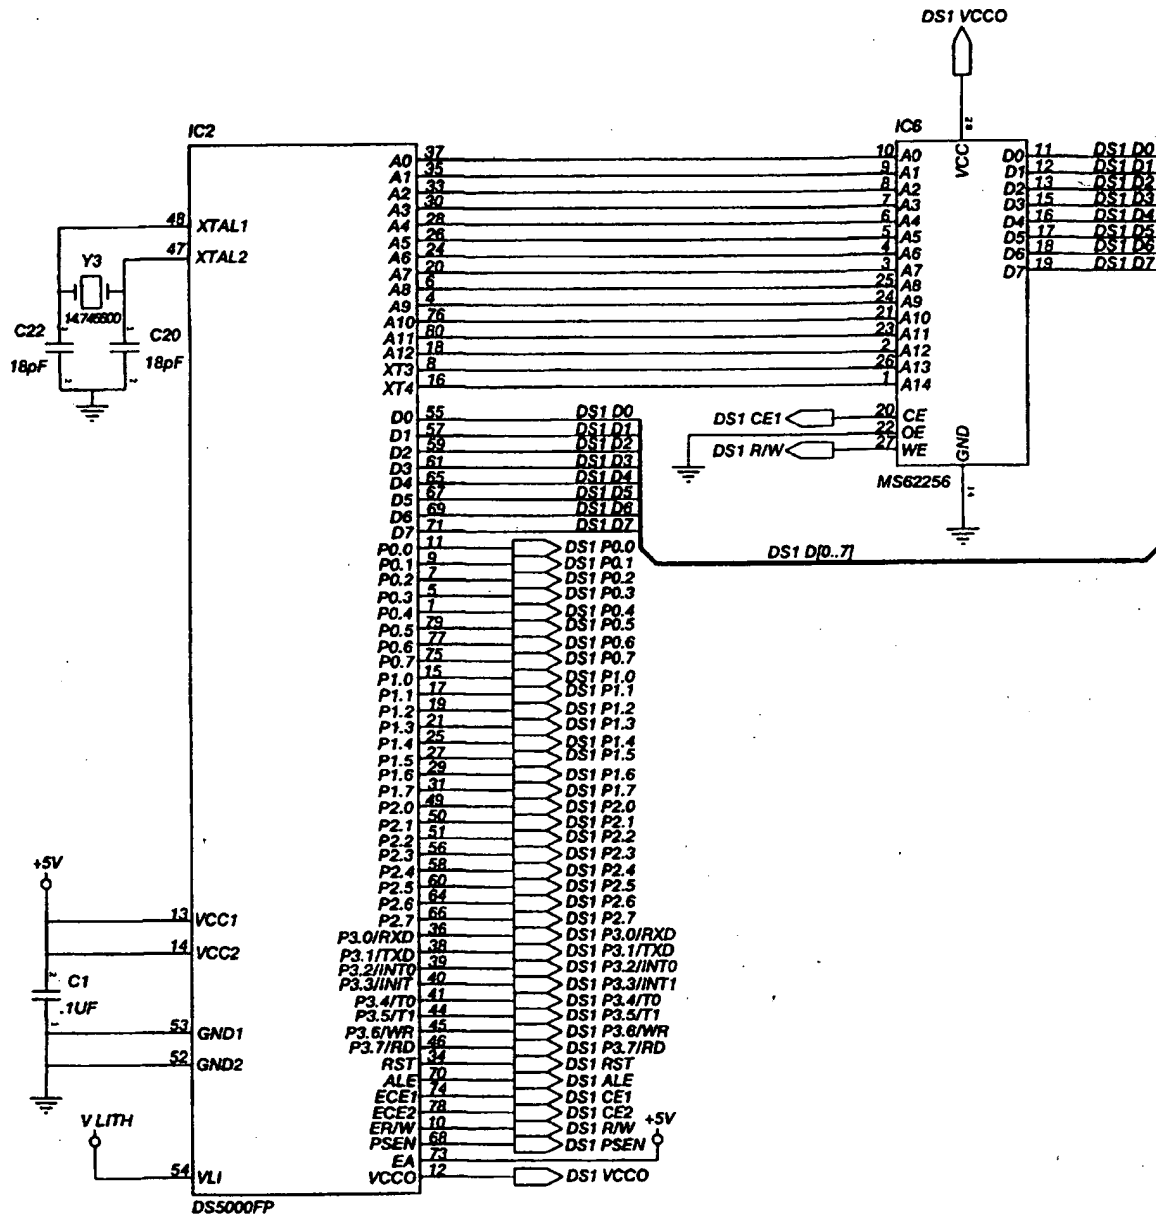 DS1 VCCO
IC2
IC6
37 A0
35 A1
33 A2
30 A3
28 A4
26 A5
24 A6
20 A7
6 A8
4 A9
76 A10
80 A11
18 A12
8 XT3
16 XT4
48 XTAL1
47 XTAL2
Y3
14.745600
C22
18pF
C20
18pF
28 VCC
10 A0
9 A1
8 A2
7 A3
6 A4
5 A5
4 A6
3 A7
25 A8
24 A9
21 A10
23 A11
2 A12
26 A13
1 A14
D0 11 DS1 D0
D1 12 DS1 D1
D2 13 DS1 D2
D3 15 DS1 D3
D4 16 DS1 D4
D5 17 DS1 D5
D6 18 DS1 D6
D7 19 DS1 D7
DS1 CE1 20 CE
22 OE
DS1 R/W 27 WE
GND
14
MS62256
D0 55 DS1 D0
D1 57 DS1 D1
D2 59 DS1 D2
D3 61 DS1 D3
D4 65 DS1 D4
D5 67 DS1 D5
D6 69 DS1 D6
D7 71 DS1 D7
DS1 D[0..7]
P0.0 11 DS1 P0.0
P0.1 9 DS1 P0.1
P0.2 7 DS1 P0.2
P0.3 5 DS1 P0.3
P0.4 1 DS1 P0.4
P0.5 79 DS1 P0.5
P0.6 77 DS1 P0.6
P0.7 75 DS1 P0.7
P1.0 15 DS1 P1.0
P1.1 17 DS1 P1.1
P1.2 19 DS1 P1.2
P1.3 21 DS1 P1.3
P1.4 25 DS1 P1.4
P1.5 27 DS1 P1.5
P1.6 29 DS1 P1.6
P1.7 31 DS1 P1.7
P2.0 49 DS1 P2.0
P2.1 50 DS1 P2.1
P2.2 51 DS1 P2.2
P2.3 56 DS1 P2.3
P2.4 58 DS1 P2.4
P2.5 60 DS1 P2.5
P2.6 64 DS1 P2.6
P2.7 66 DS1 P2.7
P3.0/RXD 36 DS1 P3.0/RXD
P3.1/TXD 38 DS1 P3.1/TXD
P3.2/INT0 39 DS1 P3.2/INT0
P3.3/INIT 40 DS1 P3.3/INT1
P3.4/T0 41 DS1 P3.4/T0
P3.5/T1 44 DS1 P3.5/T1
P3.6/WR 45 DS1 P3.6/WR
P3.7/RD 46 DS1 P3.7/RD
RST 34 DS1 RST
ALE 70 DS1 ALE
ECE1 74 DS1 CE1
ECE2 78 DS1 CE2
ER/W 10 DS1 R/W
PSEN 68 DS1 PSEN
EA 73 +5V
VCCO 12 DS1 VCCO
+5V
13 VCC1
14 VCC2
C1
.1UF
53 GND1
52 GND2
V LITH
54 VLI
DS5000FP